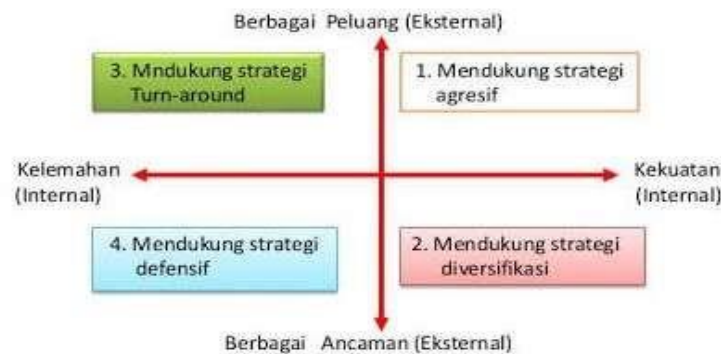 Berbagai Peluang (Eksternal)
3. Mndukung strategi
Turn-around
1. Mendukung strategi
agresif
Kelemahan
(Internal)
Kekuatan
(Internal)
4. Mendukung strategi
defensif
2. Mendukung strategi
diversifikasi
Berbagai Ancaman (Eksternal)